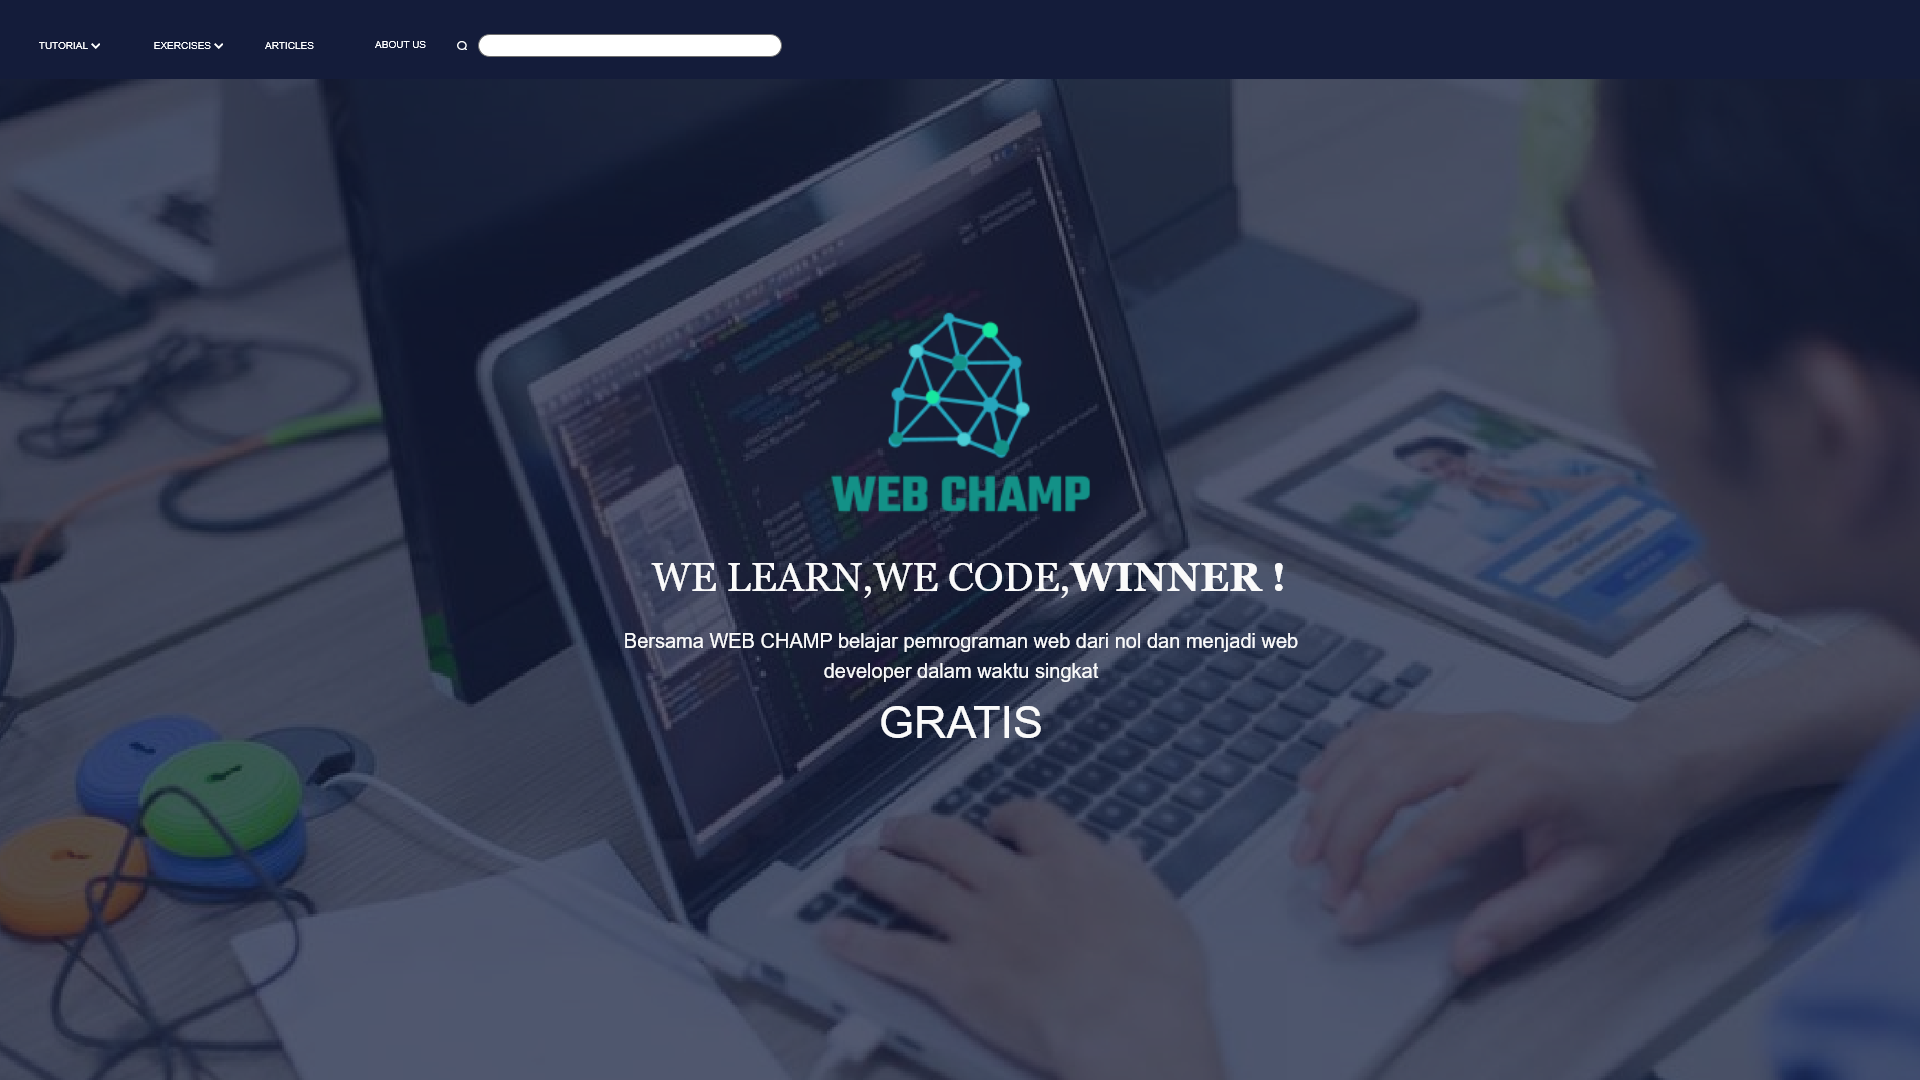 TUTORIAL
EXERCISES
ARTICLES
ABOUT US
WEB CHAMP
WE LEARN,WE CODE,WINNER !
Bersama WEB CHAMP belajar pemrograman web dari nol dan menjadi web
developer dalam waktu singkat
GRATIS